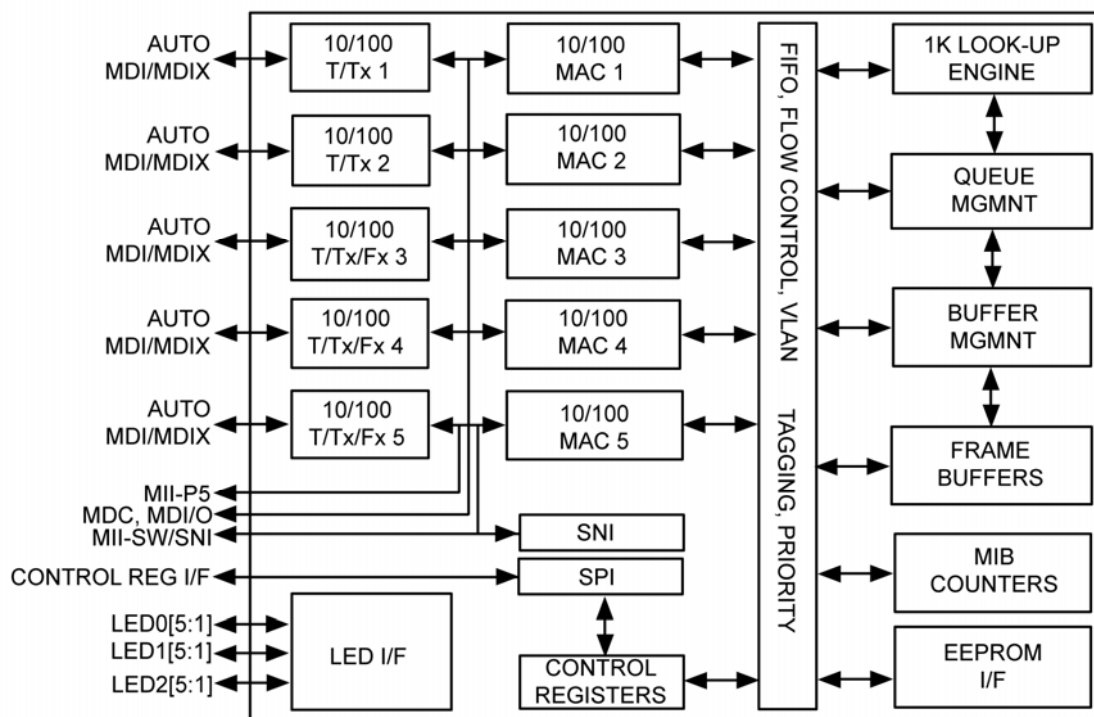 AUTO
MDI/MDIX
10/100
T/Tx 1
10/100
MAC 1
1K LOOK-UP
ENGINE
AUTO
MDI/MDIX
10/100
T/Tx 2
10/100
MAC 2
QUEUE
MGMNT
AUTO
MDI/MDIX
10/100
T/Tx/Fx 3
10/100
MAC 3
AUTO
MDI/MDIX
10/100
T/Tx/Fx 4
10/100
MAC 4
BUFFER
MGMNT
AUTO
MDI/MDIX
10/100
T/Tx/Fx 5
10/100
MAC 5
FRAME
BUFFERS
FIFO, FLOW CONTROL, VLAN TAGGING, PRIORITY
MII-P5
MDC, MDI/O
MII-SW/SNI
SNI
CONTROL REG I/F
SPI
MIB
COUNTERS
LED0[5:1]
LED1[5:1]
LED2[5:1]
LED I/F
CONTROL
REGISTERS
EEPROM
I/F